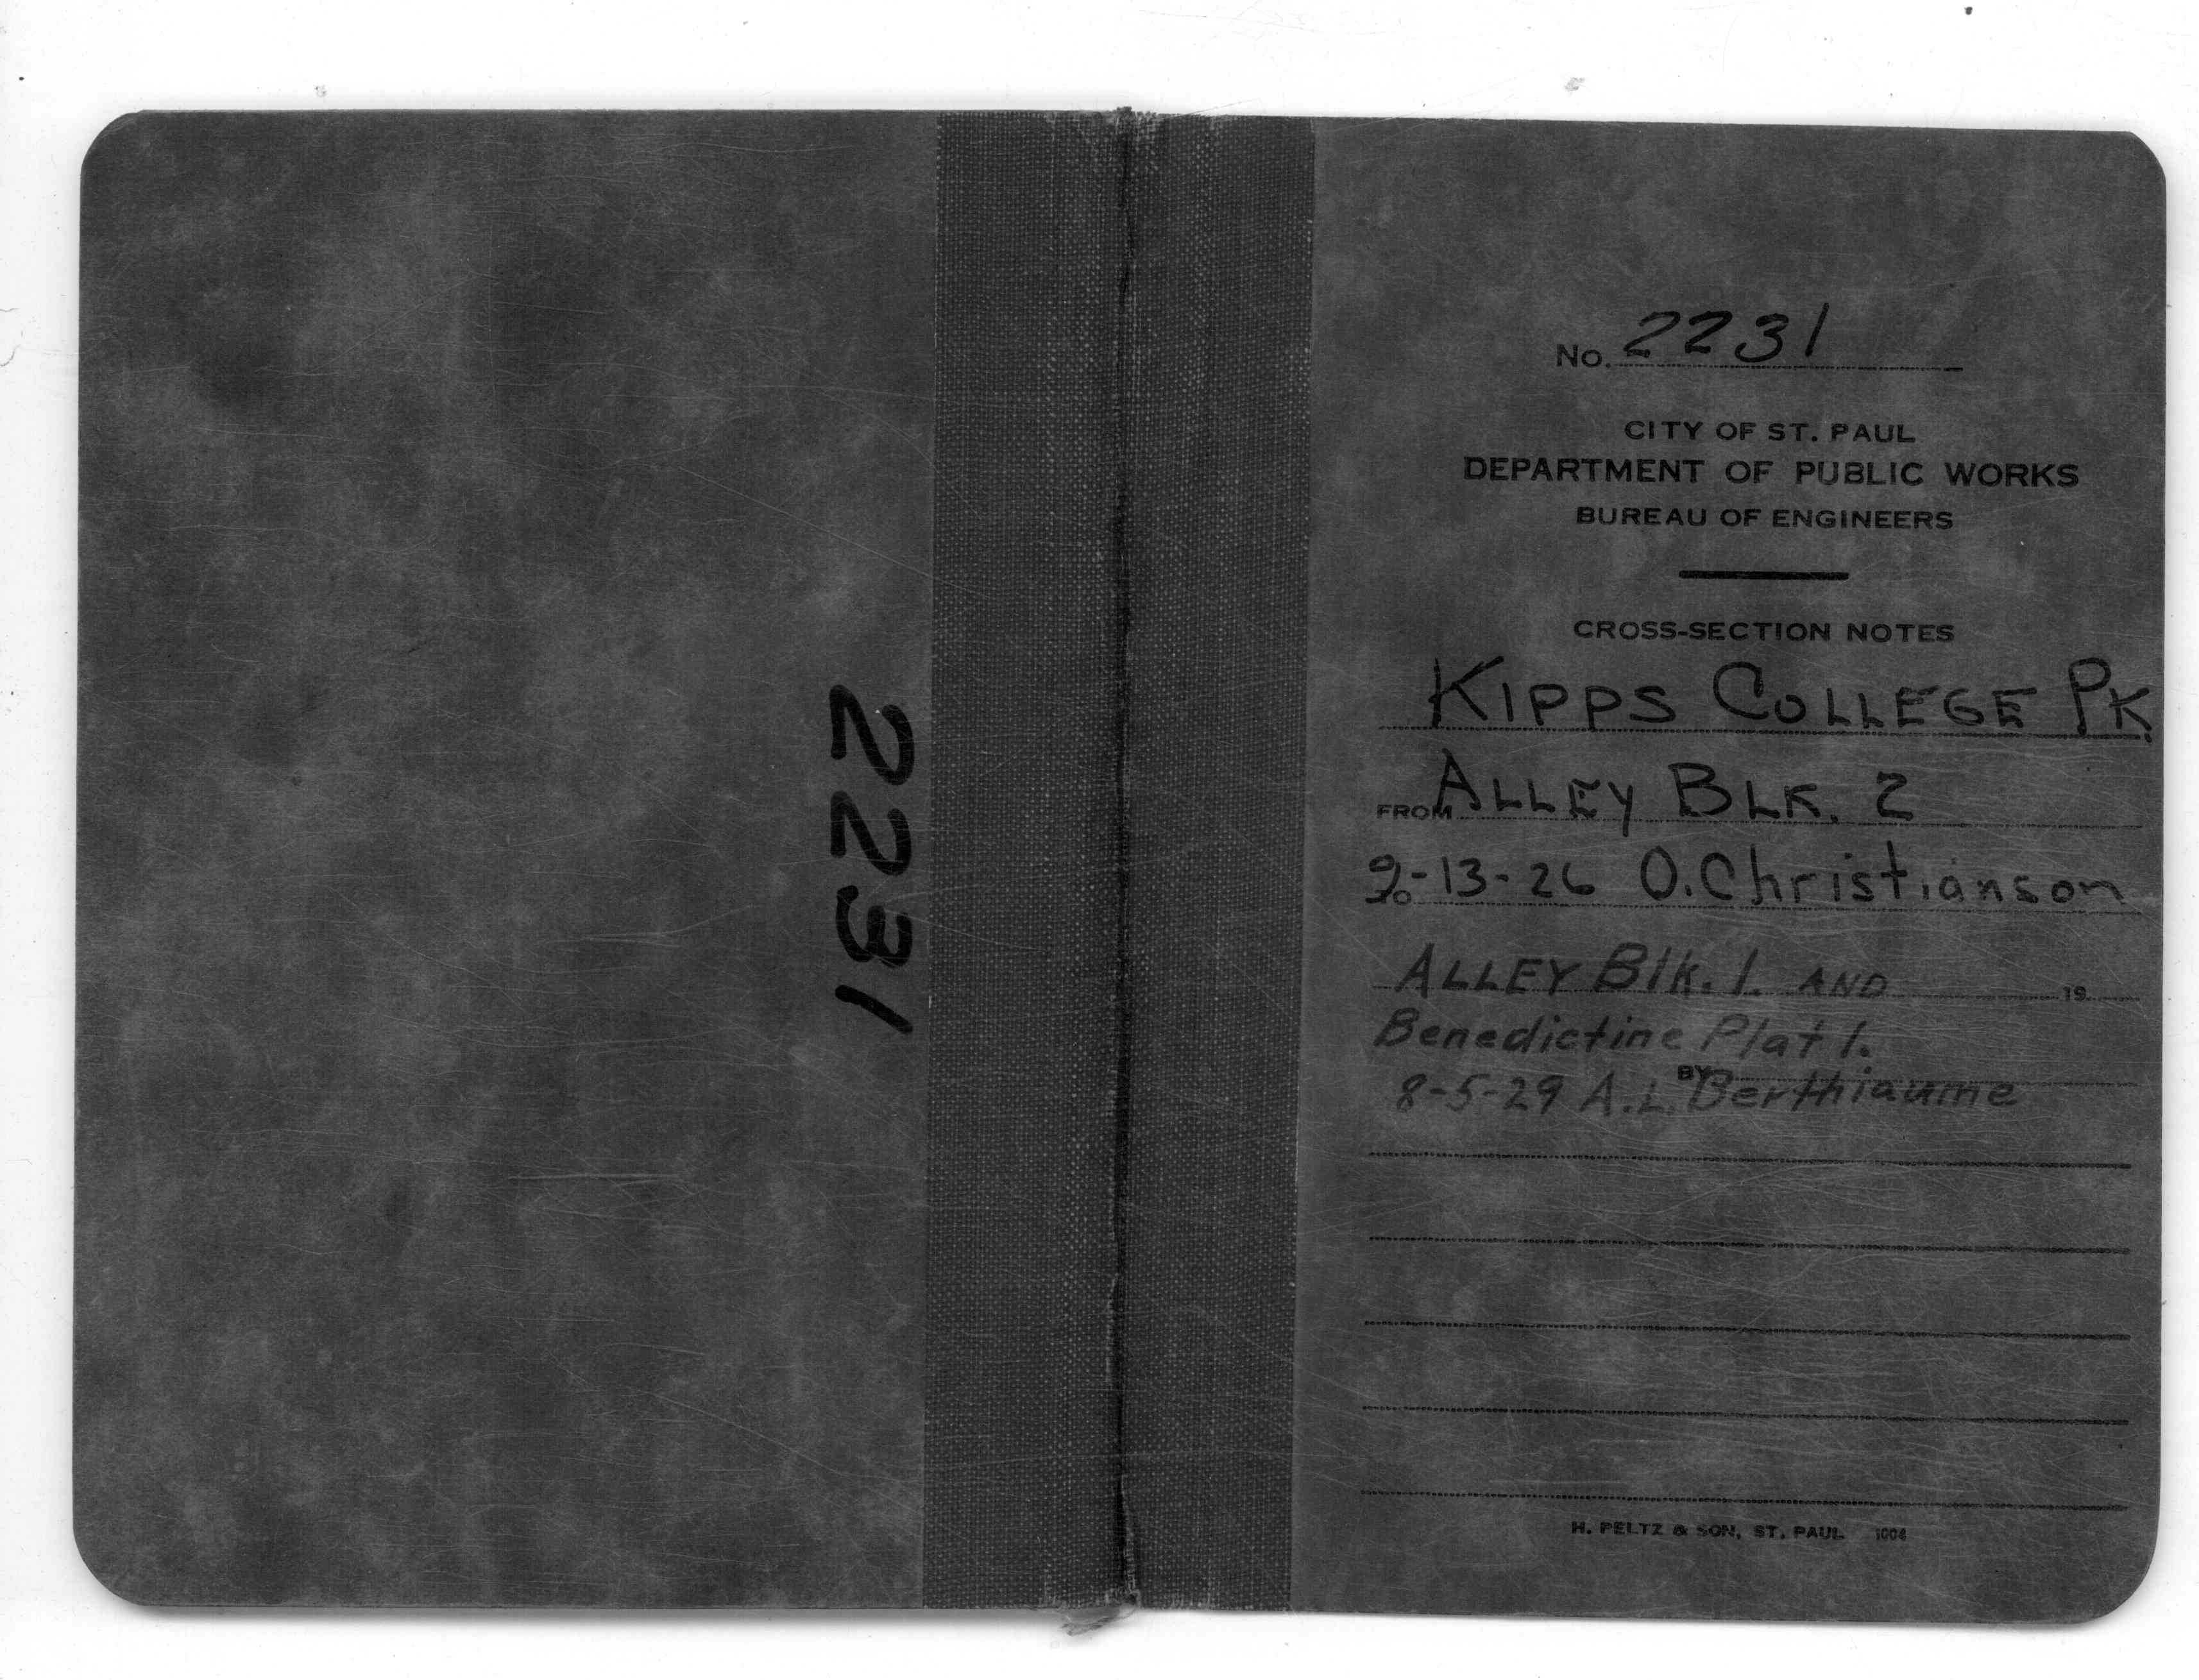 2231
No. 2231
CITY OF ST. PAUL
DEPARTMENT OF PUBLIC WORKS
BUREAU OF ENGINEERS
CROSS-SECTION NOTES
KIPPS COLLEGE PK.
FROM ALLEY BLK. 2
-13-26 O. Christianson
ALLEY Blk. 1. AND 19
Benedictine Plat 1.
8-5-29 A.L. BY Berthiaume
H. PELTZ & SON, ST. PAUL 1004